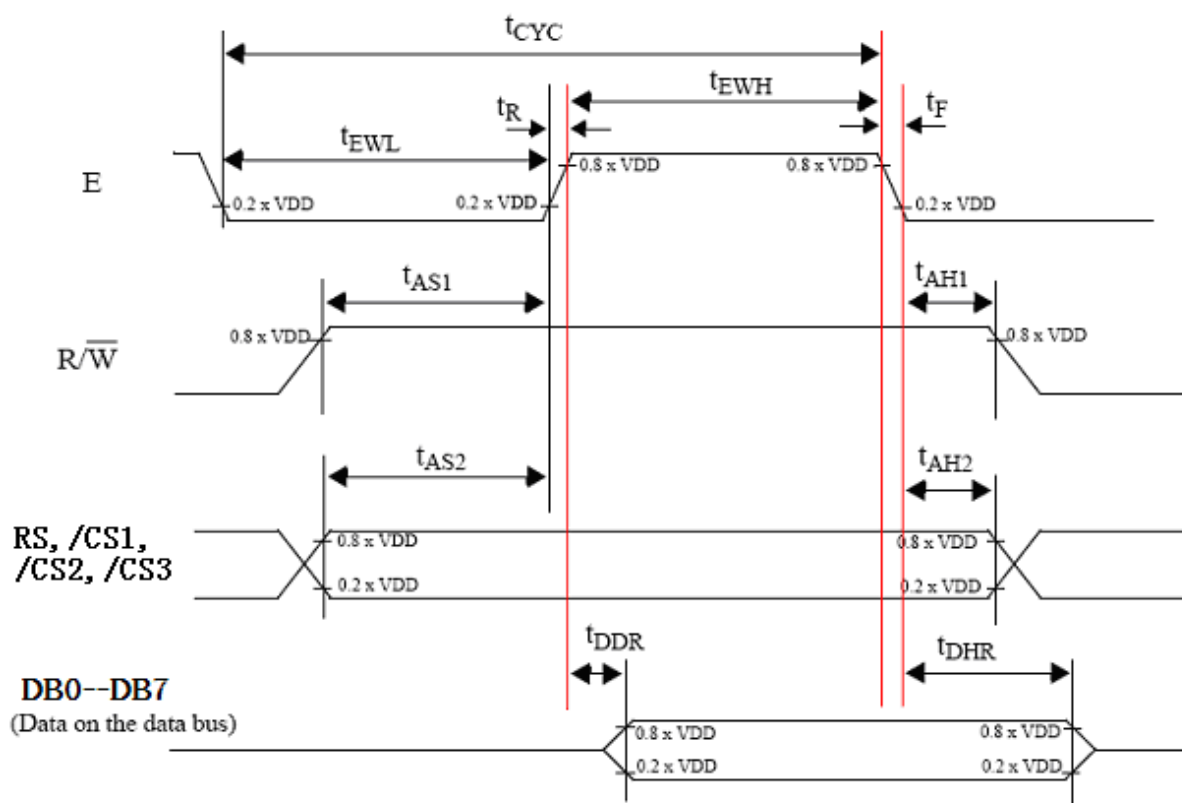 tCYC
tEWH
tR
tF
tEWL
E
0.8 x VDD
0.8 x VDD
0.2 x VDD
0.2 x VDD
0.2 x VDD
tAS1
tAH1
0.8 x VDD
0.8 x VDD
R/W̅
tAS2
tAH2
RS, /CS1,
/CS2, /CS3
0.8 x VDD
0.8 x VDD
0.2 x VDD
0.2 x VDD
tDDR
tDHR
DB0--DB7
(Data on the data bus)
0.8 x VDD
0.8 x VDD
0.2 x VDD
0.2 x VDD